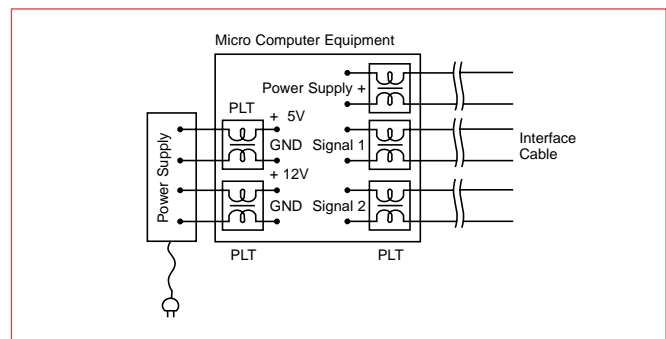 Micro Computer Equipment
Power Supply +
PLT
+ 5V
GND
Signal 1
Interface
Cable
+ 12V
GND
Signal 2
Power Supply
PLT
PLT